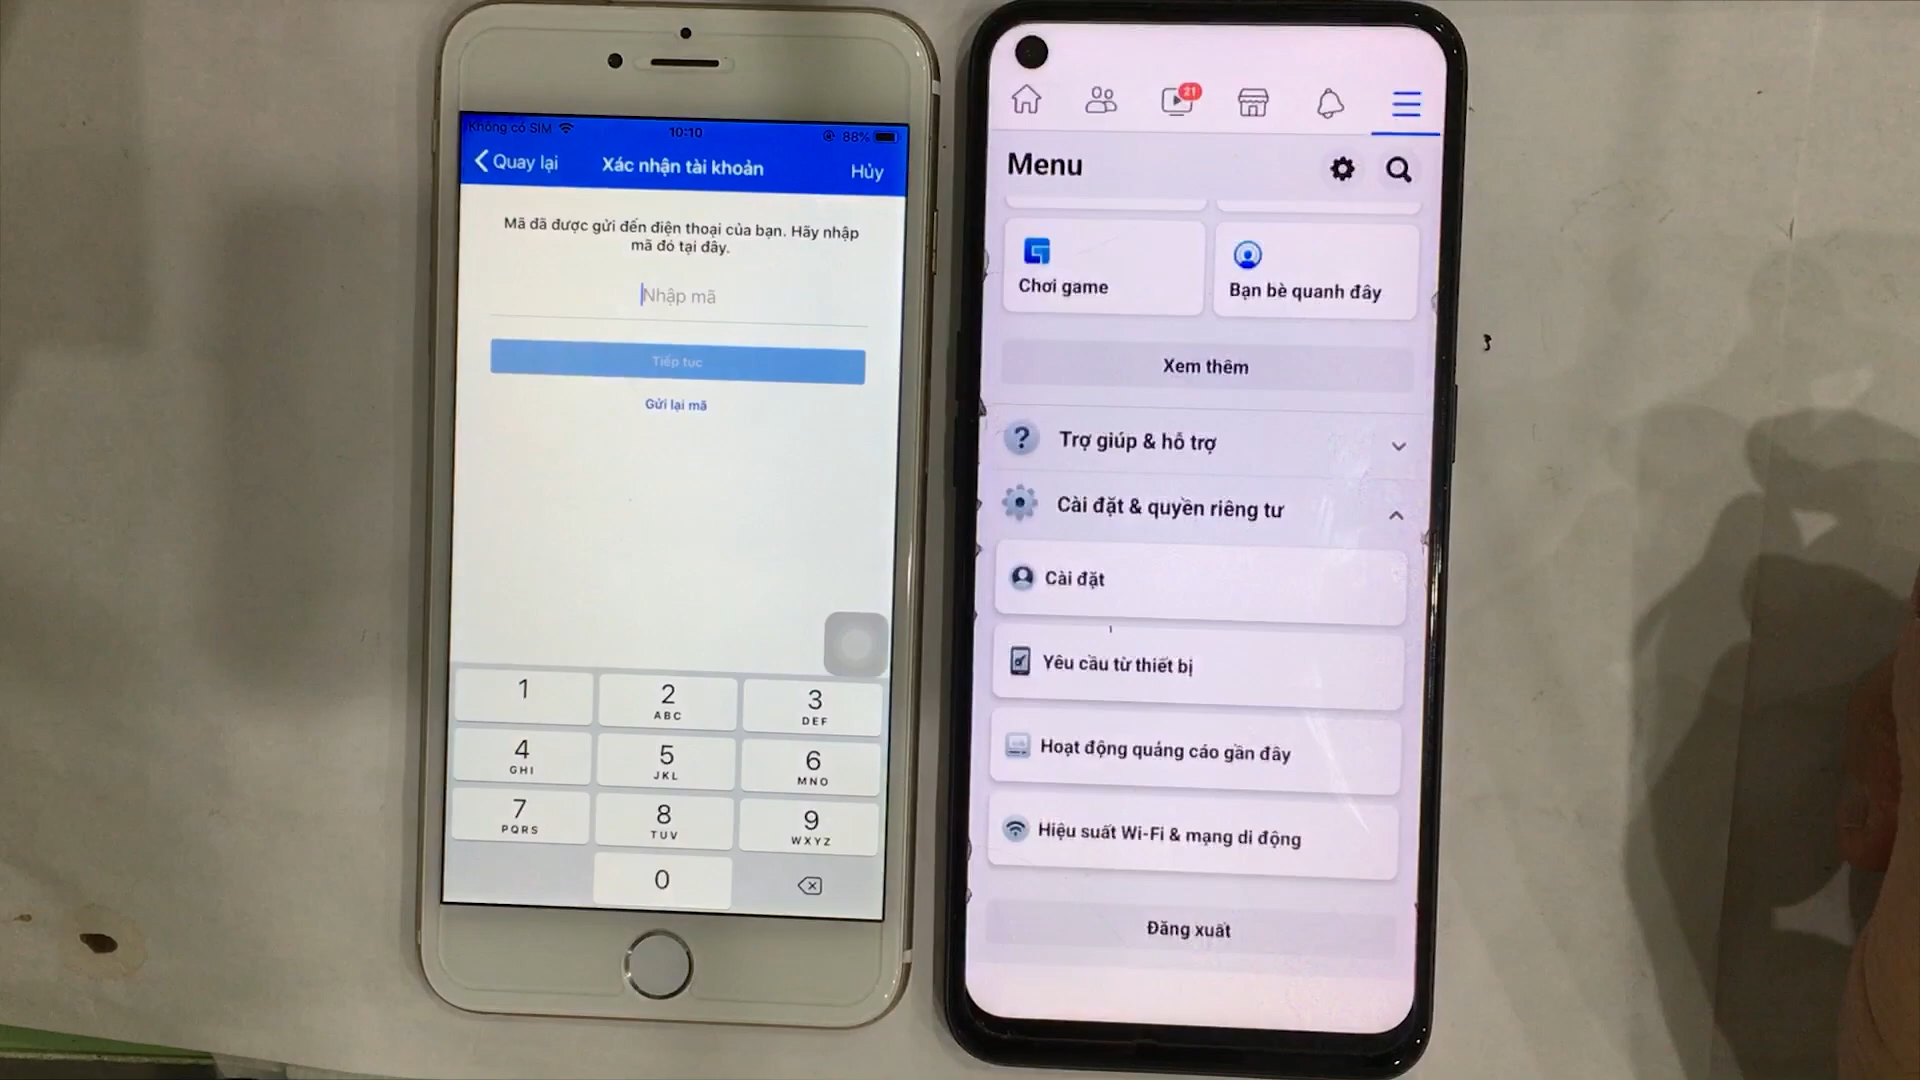 Không có SIM
10:10
88%
Quay lại
Xác nhận tài khoản
Hủy
Mã đã được gửi đến điện thoại của bạn. Hãy nhập
mã đó tại đây.
Nhập mã
Tiếp tục
Gửi lại mã
1
2
ABC
3
DEF
4
GHI
5
JKL
6
MNO
7
PQRS
8
TUV
9
WXYZ
0
21
Menu
Chơi game
Bạn bè quanh đây
Xem thêm
Trợ giúp & hỗ trợ
Cài đặt & quyền riêng tư
Cài đặt
Yêu cầu từ thiết bị
Hoạt động quảng cáo gần đây
Hiệu suất Wi-Fi & mạng di động
Đăng xuất